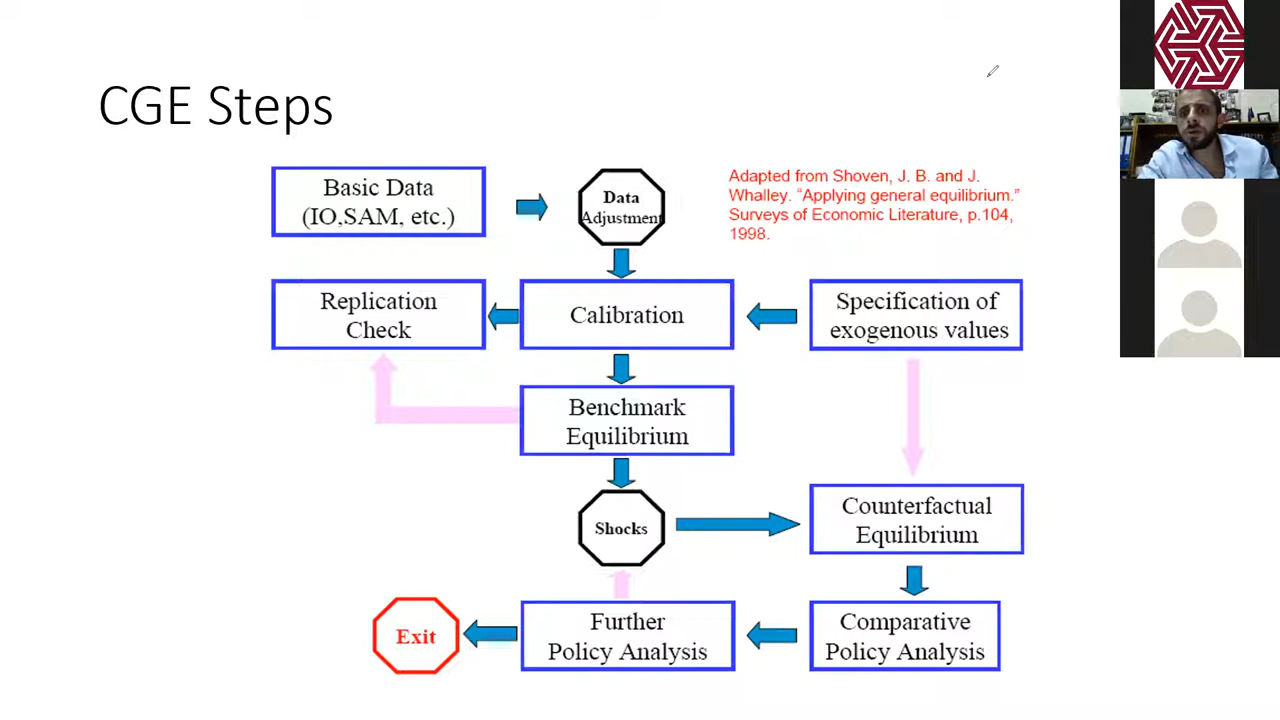 CGE Steps
Basic Data
(IO,SAM, etc.)
Data
Adjustment
Adapted from Shoven, J. B. and J.
Whalley. “Applying general equilibrium.”
Surveys of Economic Literature, p.104,
1998.
Replication
Check
Calibration
Specification of
exogenous values
Benchmark
Equilibrium
Shocks
Counterfactual
Equilibrium
Exit
Further
Policy Analysis
Comparative
Policy Analysis